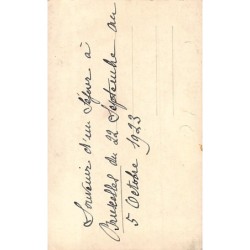 Souvenir d'un séjour à
Bruxelles du 22 Septembre au
5 Octobre 1923